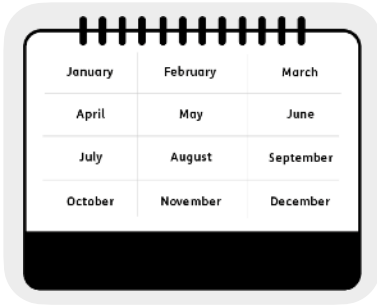 January February March
April May June
July August September
October November December